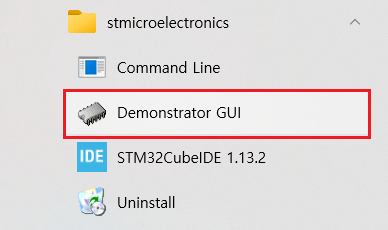 stmicroelectronics
Command Line
Demonstrator GUI
IDE STM32CubeIDE 1.13.2
Uninstall